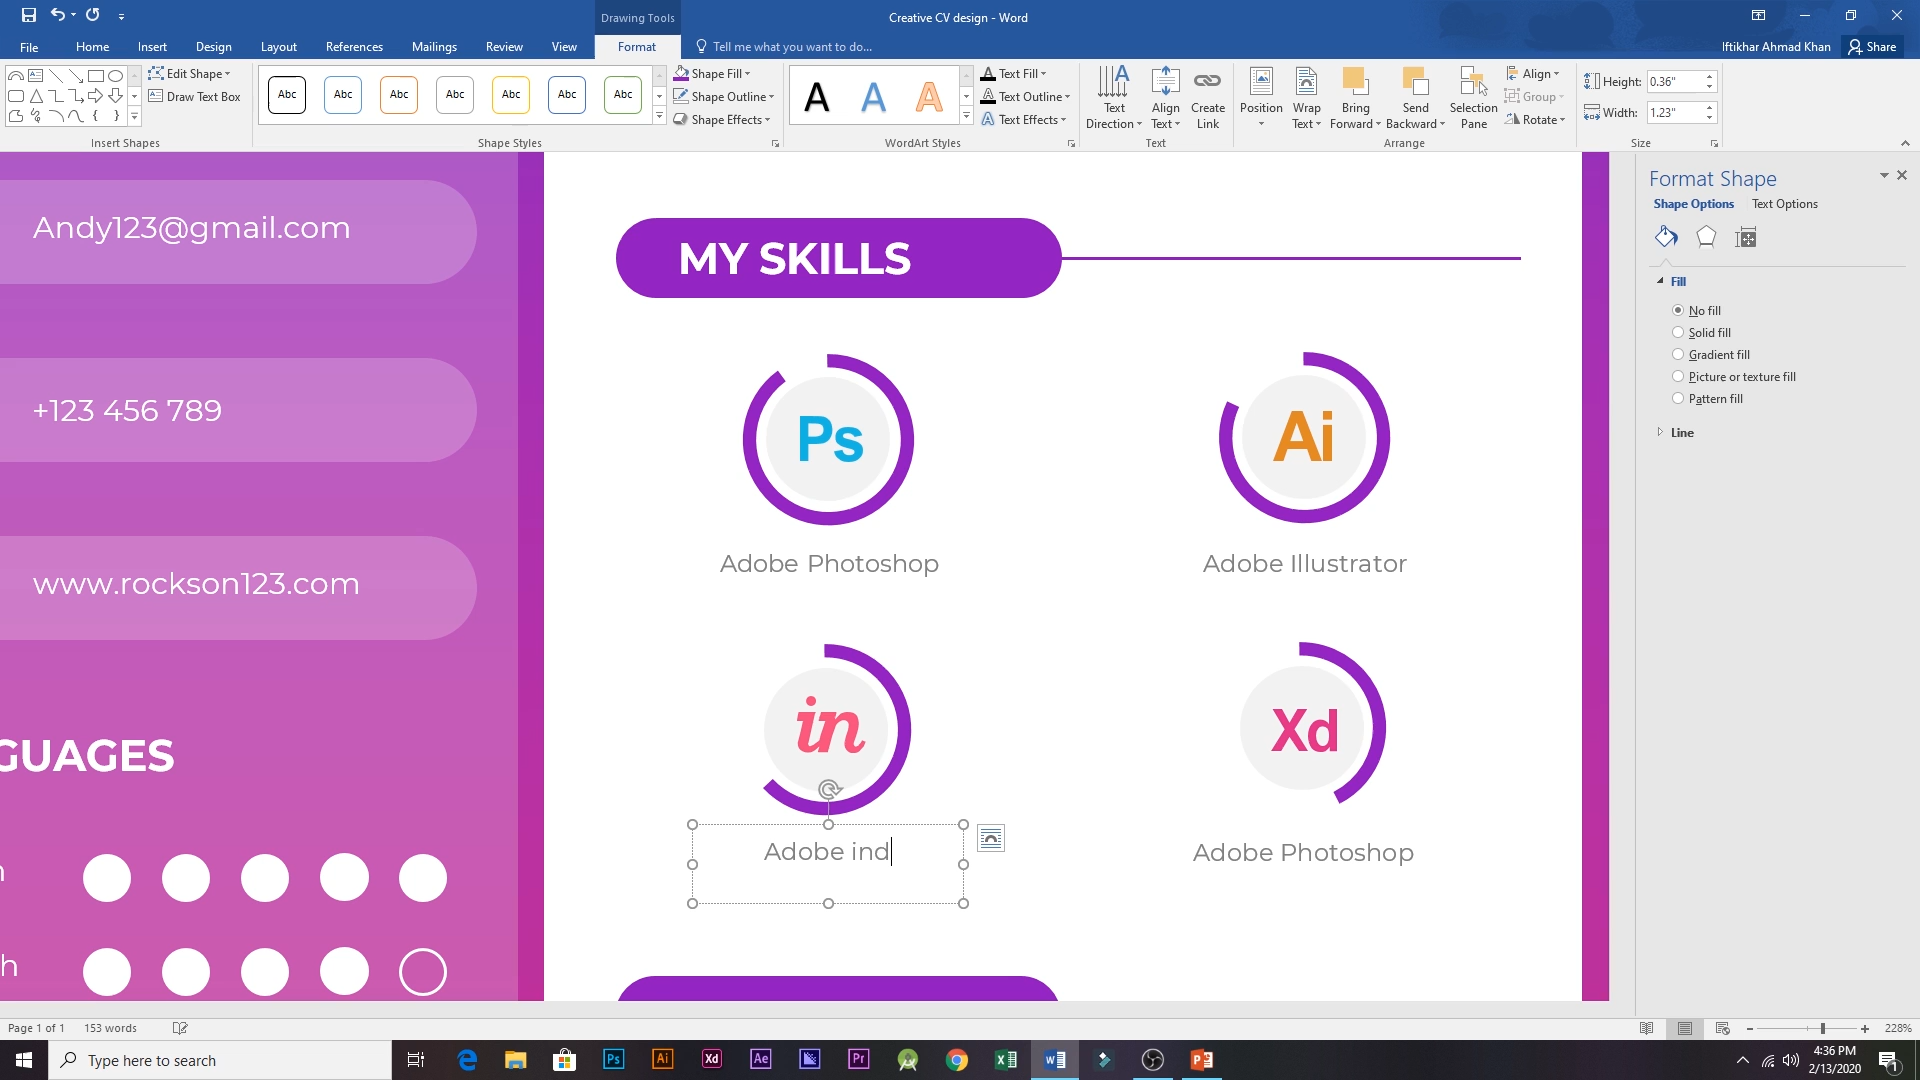 Drawing Tools
Creative CV design - Word
File Home Insert Design Layout References Mailings Review View Format Tell me what you want to do...
Iftikhar Ahmad Khan Share
Edit Shape
Draw Text Box
Insert Shapes
Abc Abc Abc Abc Abc Abc Abc
Shape Fill
Shape Outline
Shape Effects
Shape Styles
A A A
Text Fill
Text Outline
Text Effects
WordArt Styles
Text Direction
Align Text
Create Link
Text
Position
Wrap Text
Bring Forward
Send Backward
Selection Pane
Align
Group
Rotate
Arrange
Height: 0.36"
Width: 1.23"
Size
Andy123@gmail.com
+123 456 789
www.rockson123.com
GUAGES
n
h
MY SKILLS
Ps
Adobe Photoshop
Ai
Adobe Illustrator
in
Adobe ind
Xd
Adobe Photoshop
Format Shape
Shape Options Text Options
Fill
No fill
Solid fill
Gradient fill
Picture or texture fill
Pattern fill
Line
Page 1 of 1 153 words
228%
Type here to search
Ps Ai Xd Ae Pr
4:36 PM
2/13/2020
1